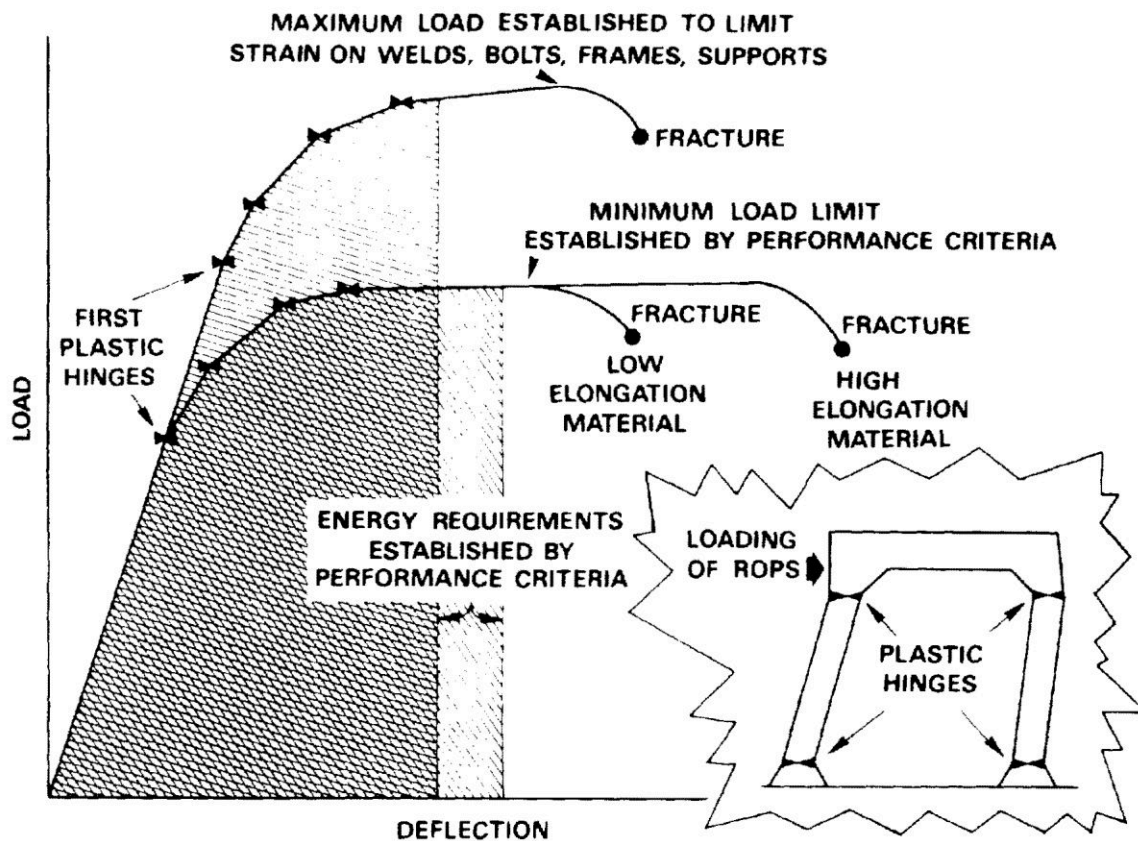 MAXIMUM LOAD ESTABLISHED TO LIMIT
STRAIN ON WELDS, BOLTS, FRAMES, SUPPORTS
FRACTURE
MINIMUM LOAD LIMIT
ESTABLISHED BY PERFORMANCE CRITERIA
FIRST
PLASTIC
HINGES
FRACTURE
LOW
ELONGATION
MATERIAL
FRACTURE
HIGH
ELONGATION
MATERIAL
LOAD
ENERGY REQUIREMENTS
ESTABLISHED BY
PERFORMANCE CRITERIA
LOADING
OF ROPS
PLASTIC
HINGES
DEFLECTION